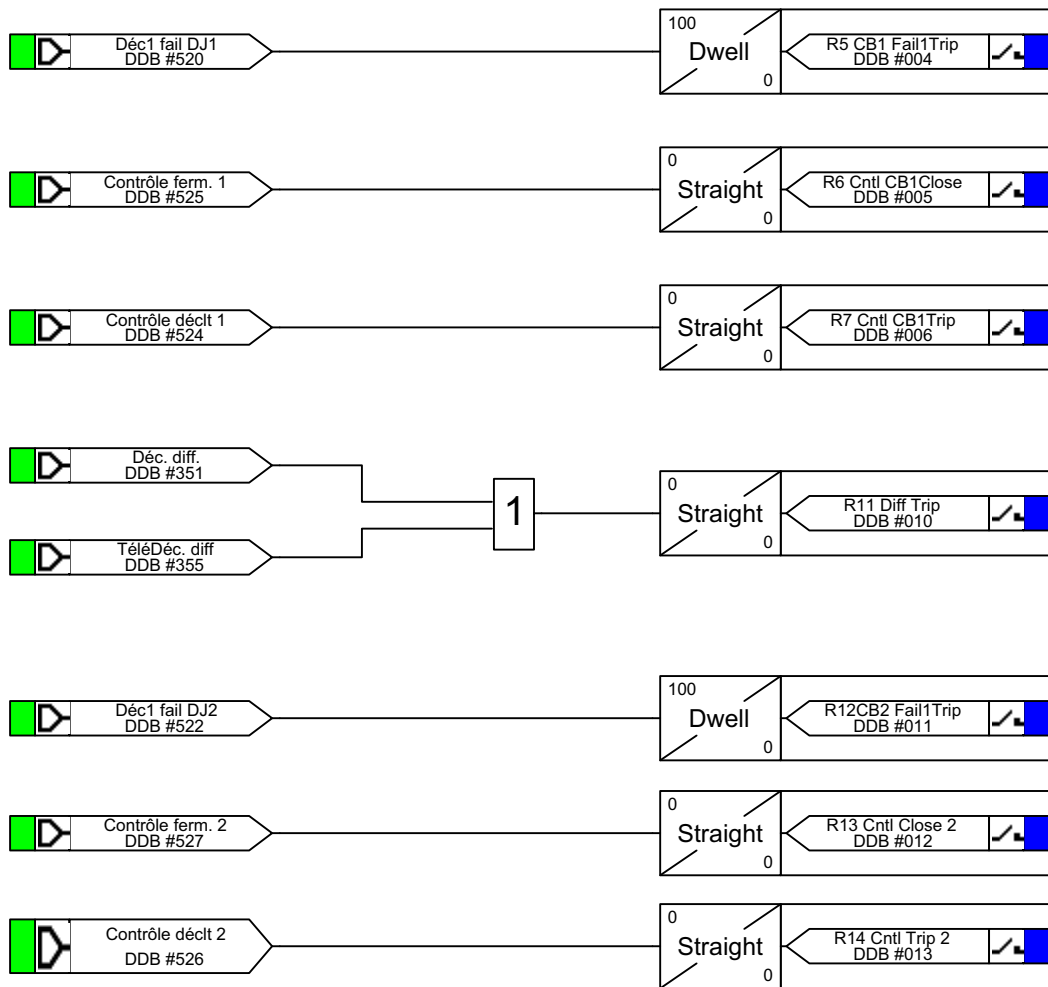 Déc1 fail DJ1
DDB #520
100
Dwell
0
R5 CB1 Fail1Trip
DDB #004
Contrôle ferm. 1
DDB #525
0
Straight
0
R6 Cntl CB1Close
DDB #005
Contrôle déclt 1
DDB #524
0
Straight
0
R7 Cntl CB1Trip
DDB #006
Déc. diff.
DDB #351
TéléDéc. diff
DDB #355
1
0
Straight
0
R11 Diff Trip
DDB #010
Déc1 fail DJ2
DDB #522
100
Dwell
0
R12CB2 Fail1Trip
DDB #011
Contrôle ferm. 2
DDB #527
0
Straight
0
R13 Cntl Close 2
DDB #012
Contrôle déclt 2
DDB #526
0
Straight
0
R14 Cntl Trip 2
DDB #013